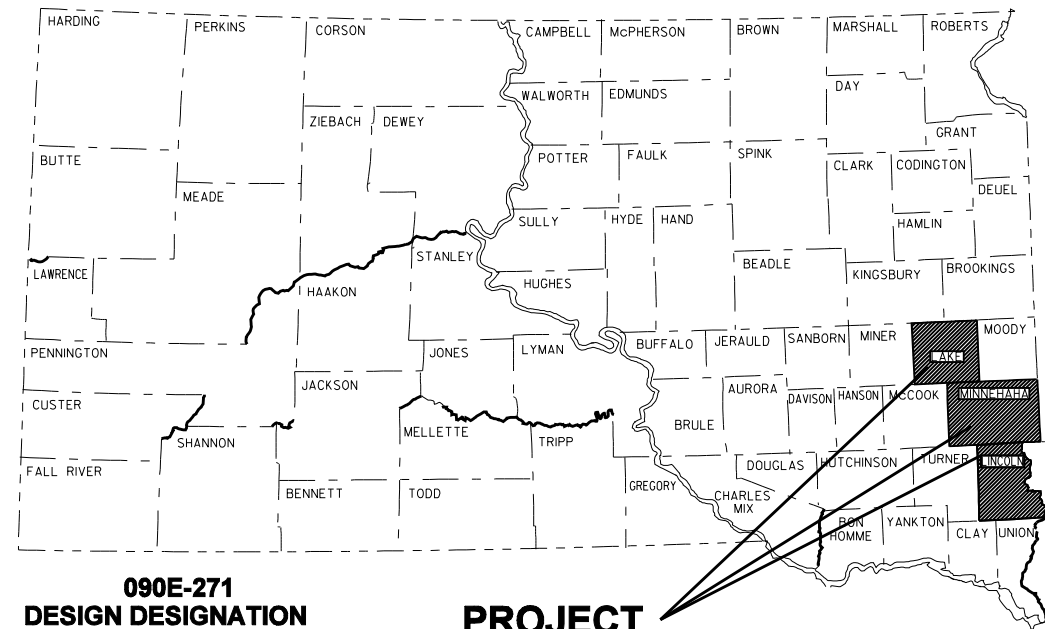 HARDING
PERKINS
CORSON
CAMPBELL
McPHERSON
BROWN
MARSHALL
ROBERTS
WALWORTH
EDMUNDS
DAY
ZIEBACH
DEWEY
GRANT
BUTTE
POTTER
FAULK
SPINK
CLARK
CODINGTON
MEADE
DEUEL
SULLY
HYDE
HAND
HAMLIN
STANLEY
BEADLE
LAWRENCE
KINGSBURY
BROOKINGS
HAAKON
HUGHES
PENNINGTON
JONES
LYMAN
BUFFALO
JERAULD
SANBORN
MINER
LAKE
MOODY
JACKSON
AURORA
DAVISON
HANSON
McCOOK
MINNEHAHA
CUSTER
SHANNON
MELLETTE
TRIPP
BRULE
FALL RIVER
DOUGLAS
HUTCHINSON
TURNER
LINCOLN
BENNETT
TODD
GREGORY
CHARLES
MIX
BON
HOMME
YANKTON
CLAY
UNION
090E-271
DESIGN DESIGNATION
PROJECT